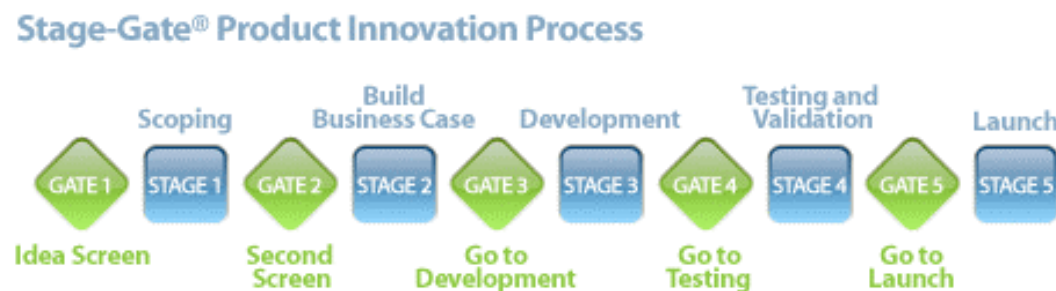 Stage-Gate® Product Innovation Process
Scoping
Build
Business Case
Development
Testing and
Validation
Launch
GATE 1
STAGE 1
GATE 2
STAGE 2
GATE 3
STAGE 3
GATE 4
STAGE 4
GATE 5
STAGE 5
Idea Screen
Second
Screen
Go to
Development
Go to
Testing
Go to
Launch